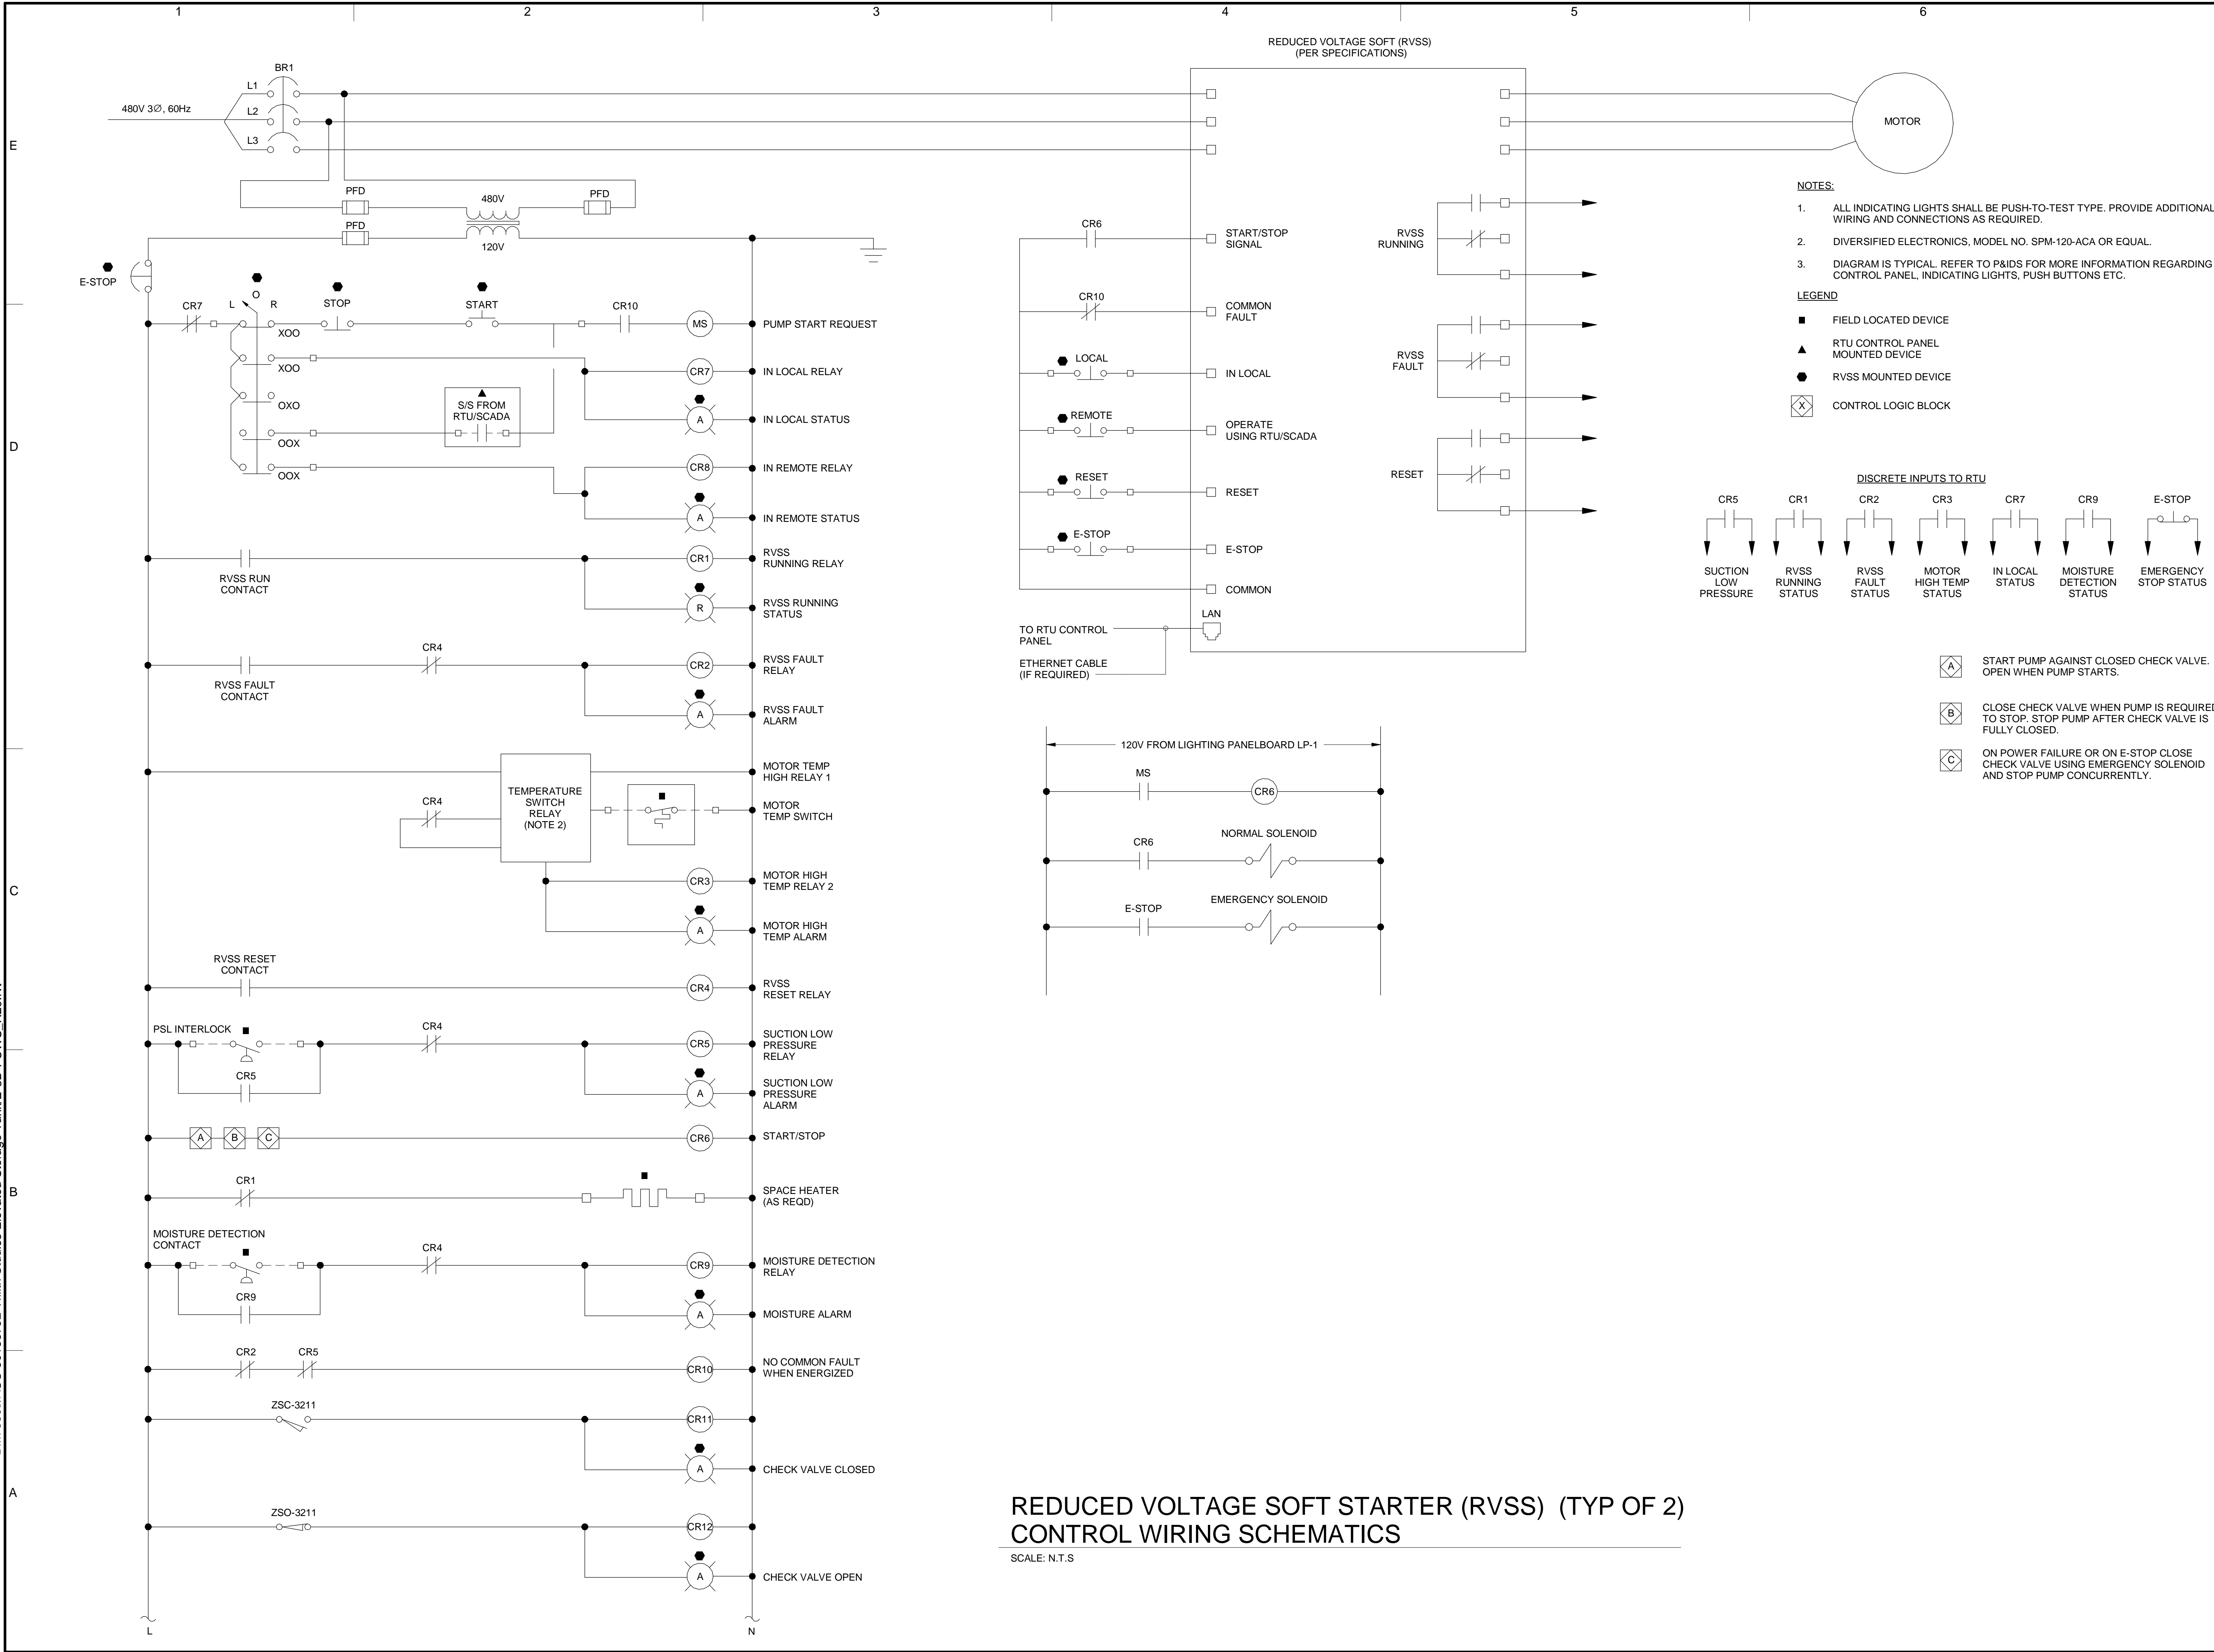 1
2
3
4
5
6
E
D
C
B
A
480V 3Ø, 60Hz
BR1
L1
L2
L3
PFD
480V
PFD
PFD
120V
E-STOP
CR7
L
O
R
XOO
STOP
START
CR10
MS
PUMP START REQUEST
XOO
CR7
IN LOCAL RELAY
OXO
S/S FROM
RTU/SCADA
A
IN LOCAL STATUS
OOX
OOX
CR8
IN REMOTE RELAY
A
IN REMOTE STATUS
RVSS RUN
CONTACT
CR1
RVSS
RUNNING RELAY
R
RVSS RUNNING
STATUS
RVSS FAULT
CONTACT
CR4
CR2
RVSS FAULT
RELAY
A
RVSS FAULT
ALARM
TEMPERATURE
SWITCH
RELAY
(NOTE 2)
MOTOR TEMP
HIGH RELAY 1
CR4
MOTOR
TEMP SWITCH
CR3
MOTOR HIGH
TEMP RELAY 2
A
MOTOR HIGH
TEMP ALARM
RVSS RESET
CONTACT
CR4
RVSS
RESET RELAY
PSL INTERLOCK
CR4
CR5
SUCTION LOW
PRESSURE
RELAY
CR5
A
SUCTION LOW
PRESSURE
ALARM
A
B
C
CR6
START/STOP
CR1
SPACE HEATER
(AS REQD)
MOISTURE DETECTION
CONTACT
CR4
CR9
MOISTURE DETECTION
RELAY
CR9
A
MOISTURE ALARM
CR2
CR5
CR10
NO COMMON FAULT
WHEN ENERGIZED
ZSC-3211
CR11
A
CHECK VALVE CLOSED
ZSO-3211
CR12
A
CHECK VALVE OPEN
L
N
REDUCED VOLTAGE SOFT (RVSS)
(PER SPECIFICATIONS)
CR6
START/STOP
SIGNAL
CR10
COMMON
FAULT
LOCAL
IN LOCAL
REMOTE
OPERATE
USING RTU/SCADA
RESET
RESET
E-STOP
E-STOP
COMMON
LAN
TO RTU CONTROL
PANEL
ETHERNET CABLE
(IF REQUIRED)
RVSS
RUNNING
RVSS
FAULT
RESET
MOTOR
120V FROM LIGHTING PANELBOARD LP-1
MS
CR6
CR6
NORMAL SOLENOID
E-STOP
EMERGENCY SOLENOID
NOTES:
1. ALL INDICATING LIGHTS SHALL BE PUSH-TO-TEST TYPE. PROVIDE ADDITIONAL
WIRING AND CONNECTIONS AS REQUIRED.
2. DIVERSIFIED ELECTRONICS, MODEL NO. SPM-120-ACA OR EQUAL.
3. DIAGRAM IS TYPICAL. REFER TO P&IDS FOR MORE INFORMATION REGARDING
CONTROL PANEL, INDICATING LIGHTS, PUSH BUTTONS ETC.
LEGEND
FIELD LOCATED DEVICE
RTU CONTROL PANEL
MOUNTED DEVICE
RVSS MOUNTED DEVICE
X CONTROL LOGIC BLOCK
DISCRETE INPUTS TO RTU
CR5 CR1 CR2 CR3 CR7 CR9 E-STOP
SUCTION
LOW
PRESSURE
RVSS
RUNNING
STATUS
RVSS
FAULT
STATUS
MOTOR
HIGH TEMP
STATUS
IN LOCAL
STATUS
MOISTURE
DETECTION
STATUS
EMERGENCY
STOP STATUS
A START PUMP AGAINST CLOSED CHECK VALVE.
OPEN WHEN PUMP STARTS.
B CLOSE CHECK VALVE WHEN PUMP IS REQUIRED
TO STOP. STOP PUMP AFTER CHECK VALVE IS
FULLY CLOSED.
C ON POWER FAILURE OR ON E-STOP CLOSE
CHECK VALVE USING EMERGENCY SOLENOID
AND STOP PUMP CONCURRENTLY.
REDUCED VOLTAGE SOFT STARTER (RVSS) (TYP OF 2)
CONTROL WIRING SCHEMATICS
SCALE: N.T.S